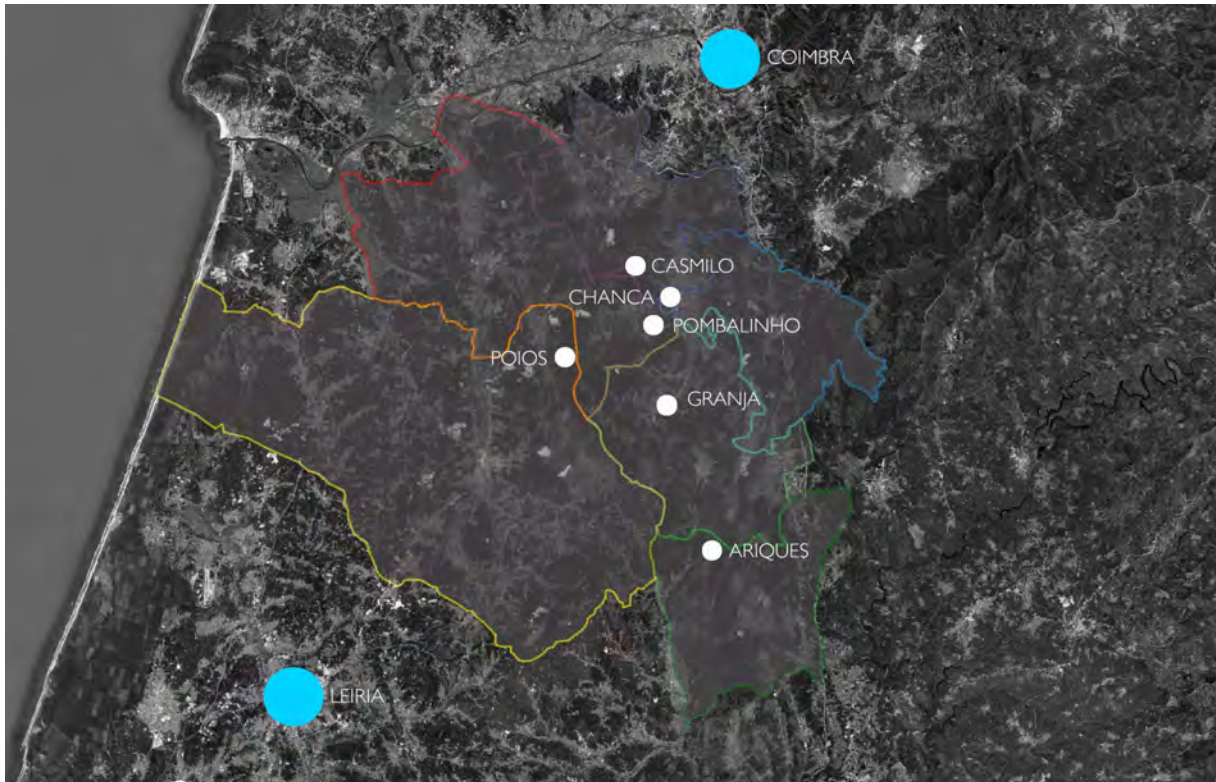 COIMBRA
CASMILO
CHANCA
POMBALINHO
POIOS
GRANJA
ARIQUES
LEIRIA